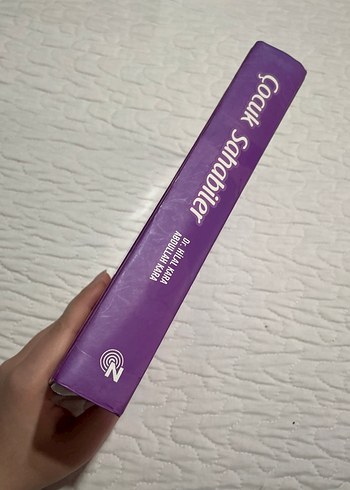 Çocuk Sahabiler
Dr. HİLAL KARA
ABDULLAH KARA
N